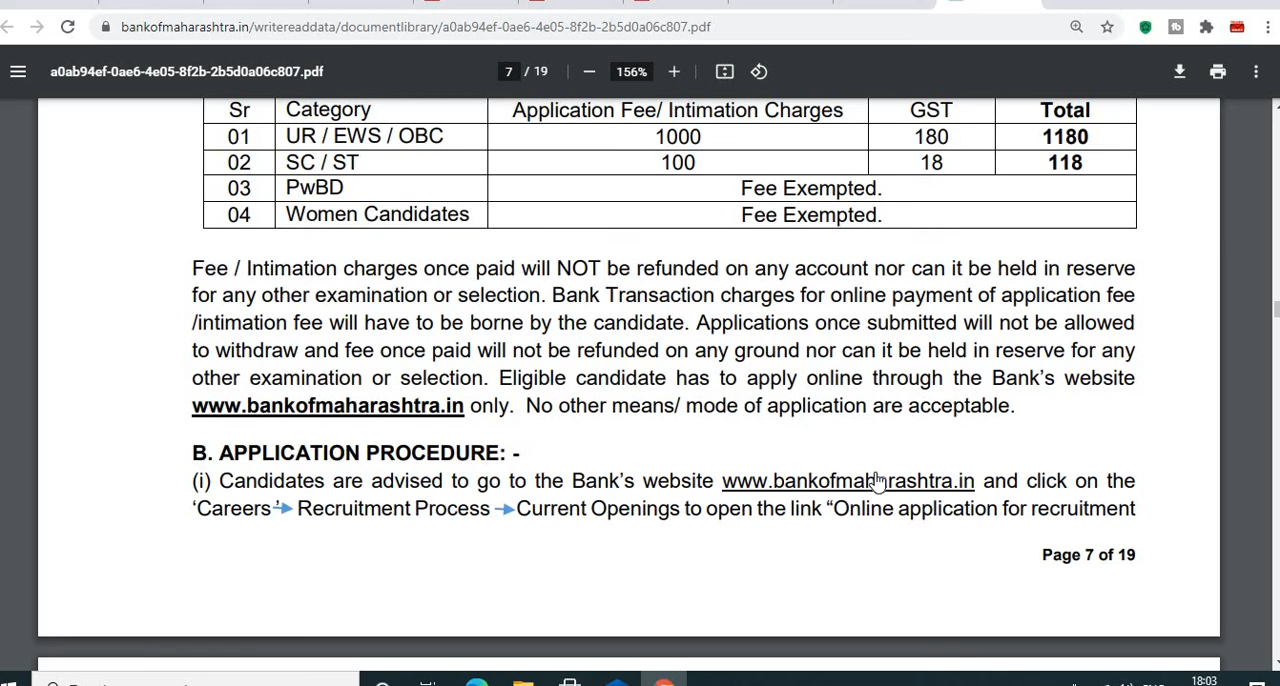 bankofmaharashtra.in/writereaddata/documentlibrary/a0ab94ef-0ae6-4e05-8f2b-2b5d0a06c807.pdf
a0ab94ef-0ae6-4e05-8f2b-2b5d0a06c807.pdf 7 / 19 156%
Sr Category Application Fee/ Intimation Charges GST Total
01 UR / EWS / OBC 1000 180 1180
02 SC / ST 100 18 118
03 PwBD Fee Exempted.
04 Women Candidates Fee Exempted.
Fee / Intimation charges once paid will NOT be refunded on any account nor can it be held in reserve
for any other examination or selection. Bank Transaction charges for online payment of application fee
/intimation fee will have to be borne by the candidate. Applications once submitted will not be allowed
to withdraw and fee once paid will not be refunded on any ground nor can it be held in reserve for any
other examination or selection. Eligible candidate has to apply online through the Bank’s website
www.bankofmaharashtra.in only. No other means/ mode of application are acceptable.
B. APPLICATION PROCEDURE: -
(i) Candidates are advised to go to the Bank’s website www.bankofmaharashtra.in and click on the
‘Careers’→ Recruitment Process →Current Openings to open the link “Online application for recruitment
Page 7 of 19
18:03